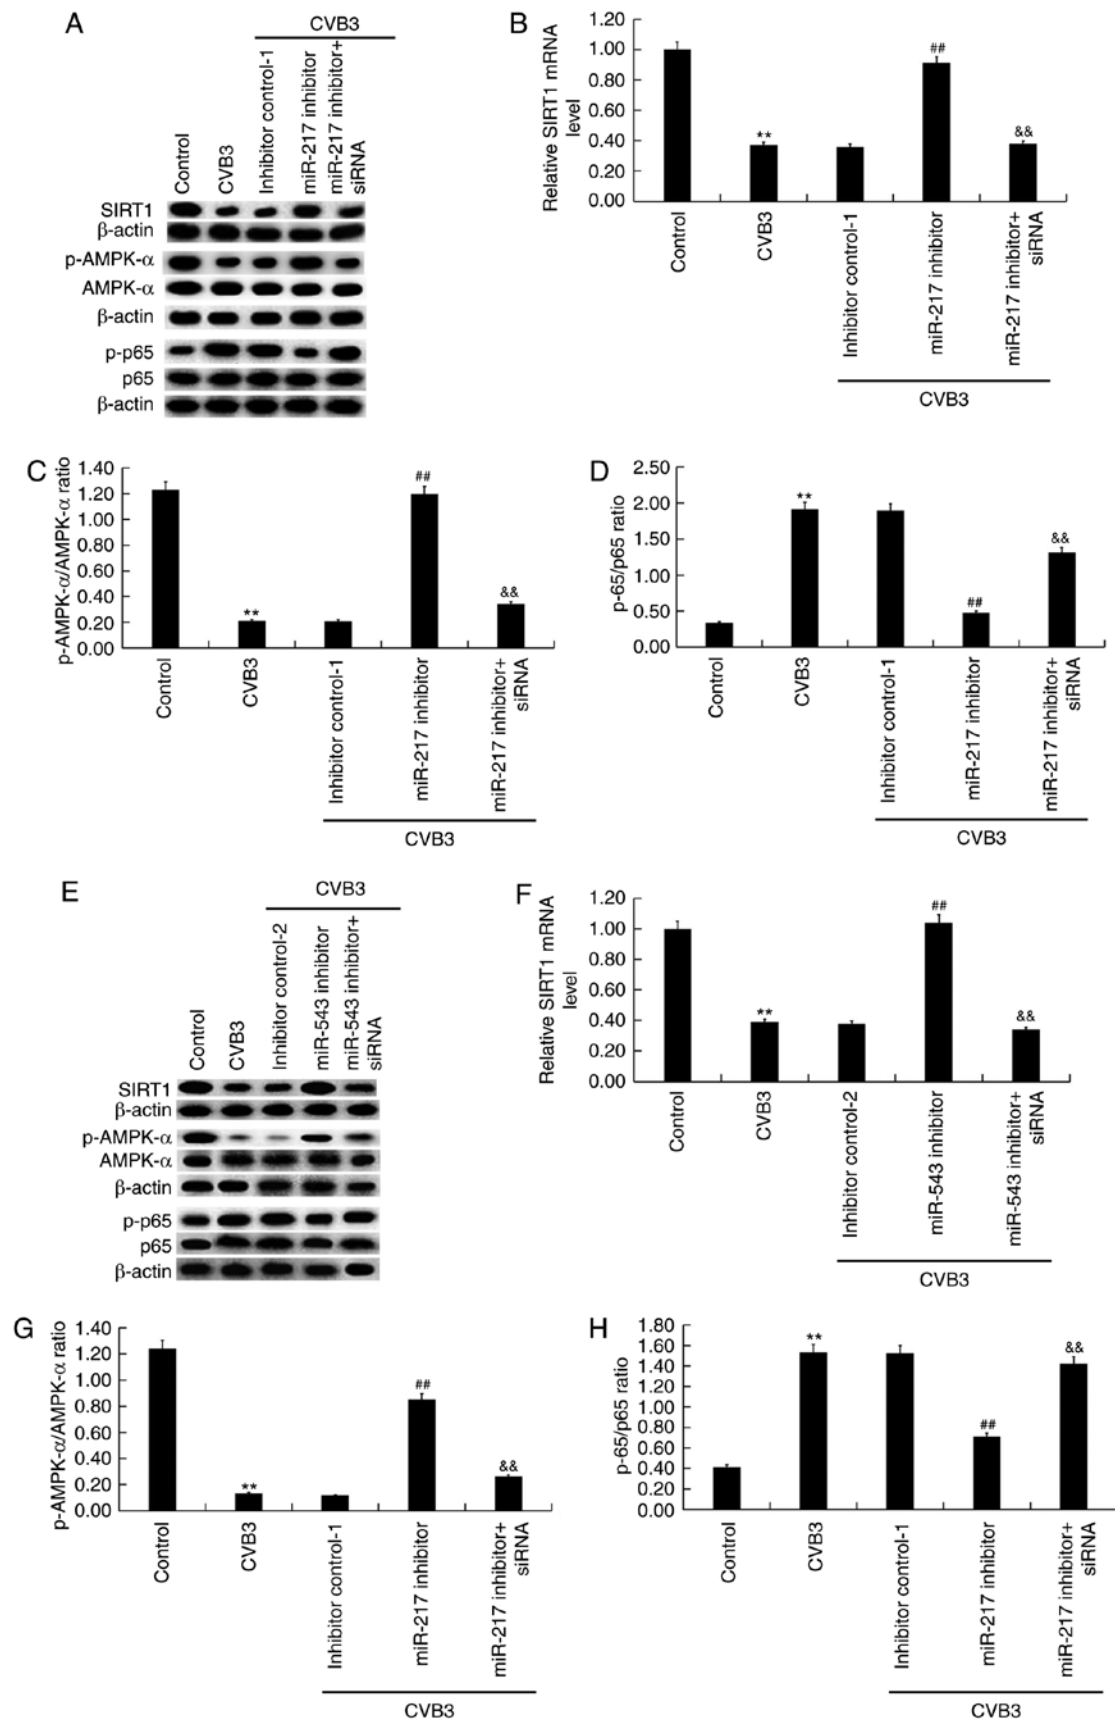 A
CVB3
Control
CVB3
Inhibitor control-1
miR-217 inhibitor
miR-217 inhibitor+
siRNA
SIRT1
β-actin
p-AMPK-α
AMPK-α
β-actin
p-p65
p65
β-actin
B
Relative SIRT1 mRNA
level
1.20
1.00
0.80
0.60
0.40
0.20
0.00
**
##
&&
Control
CVB3
Inhibitor control-1
miR-217 inhibitor
miR-217 inhibitor+
siRNA
CVB3
C
p-AMPK-α/AMPK-α ratio
1.40
1.20
1.00
0.80
0.60
0.40
0.20
0.00
**
##
&&
Control
CVB3
Inhibitor control-1
miR-217 inhibitor
miR-217 inhibitor+
siRNA
CVB3
D
p-65/p65 ratio
2.50
2.00
1.50
1.00
0.50
0.00
**
##
&&
Control
CVB3
Inhibitor control-1
miR-217 inhibitor
miR-217 inhibitor+
siRNA
CVB3
E
CVB3
Control
CVB3
Inhibitor control-2
miR-543 inhibitor
miR-543 inhibitor+
siRNA
SIRT1
β-actin
p-AMPK-α
AMPK-α
β-actin
p-p65
p65
β-actin
F
Relative SIRT1 mRNA
level
1.20
1.00
0.80
0.60
0.40
0.20
0.00
**
##
&&
Control
CVB3
Inhibitor control-2
miR-543 inhibitor
miR-543 inhibitor+
siRNA
CVB3
G
p-AMPK-α/AMPK-α ratio
1.40
1.20
1.00
0.80
0.60
0.40
0.20
0.00
**
##
&&
Control
CVB3
Inhibitor control-1
miR-217 inhibitor
miR-217 inhibitor+
siRNA
CVB3
H
p-65/p65 ratio
1.80
1.60
1.40
1.20
1.00
0.80
0.60
0.40
0.20
0.00
**
##
&&
Control
CVB3
Inhibitor control-1
miR-217 inhibitor
miR-217 inhibitor+
siRNA
CVB3